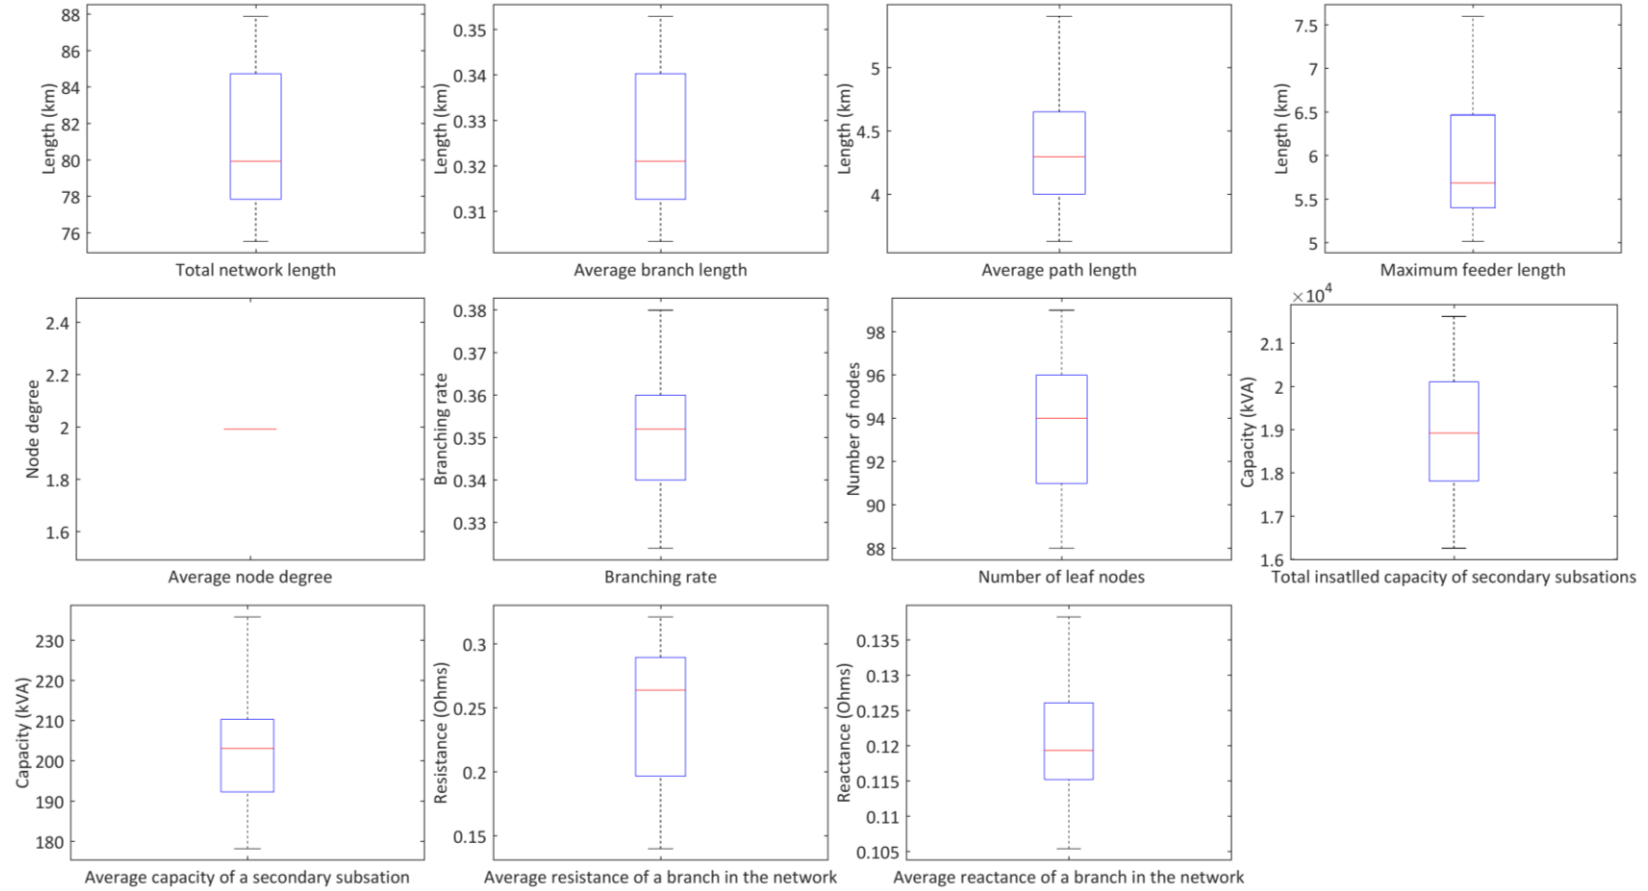 88
86
84
82
80
78
76
Length (km)
Total network length
0.35
0.34
0.33
0.32
0.31
Length (km)
Average branch length
5
4.5
4
Length (km)
Average path length
7.5
7
6.5
6
5.5
5
Length (km)
Maximum feeder length
2.4
2.2
2
1.8
1.6
Node degree
Average node degree
0.38
0.37
0.36
0.35
0.34
0.33
Branching rate
Branching rate
98
96
94
92
90
88
Number of nodes
Number of leaf nodes
×10⁴
2.1
2
1.9
1.8
1.7
1.6
Capacity (kVA)
Total insatlled capacity of secondary subsations
230
220
210
200
190
180
Capacity (kVA)
Average capacity of a secondary subsation
0.3
0.25
0.2
0.15
Resistance (Ohms)
Average resistance of a branch in the network
0.135
0.13
0.125
0.12
0.115
0.11
0.105
Reactance (Ohms)
Average reactance of a branch in the network